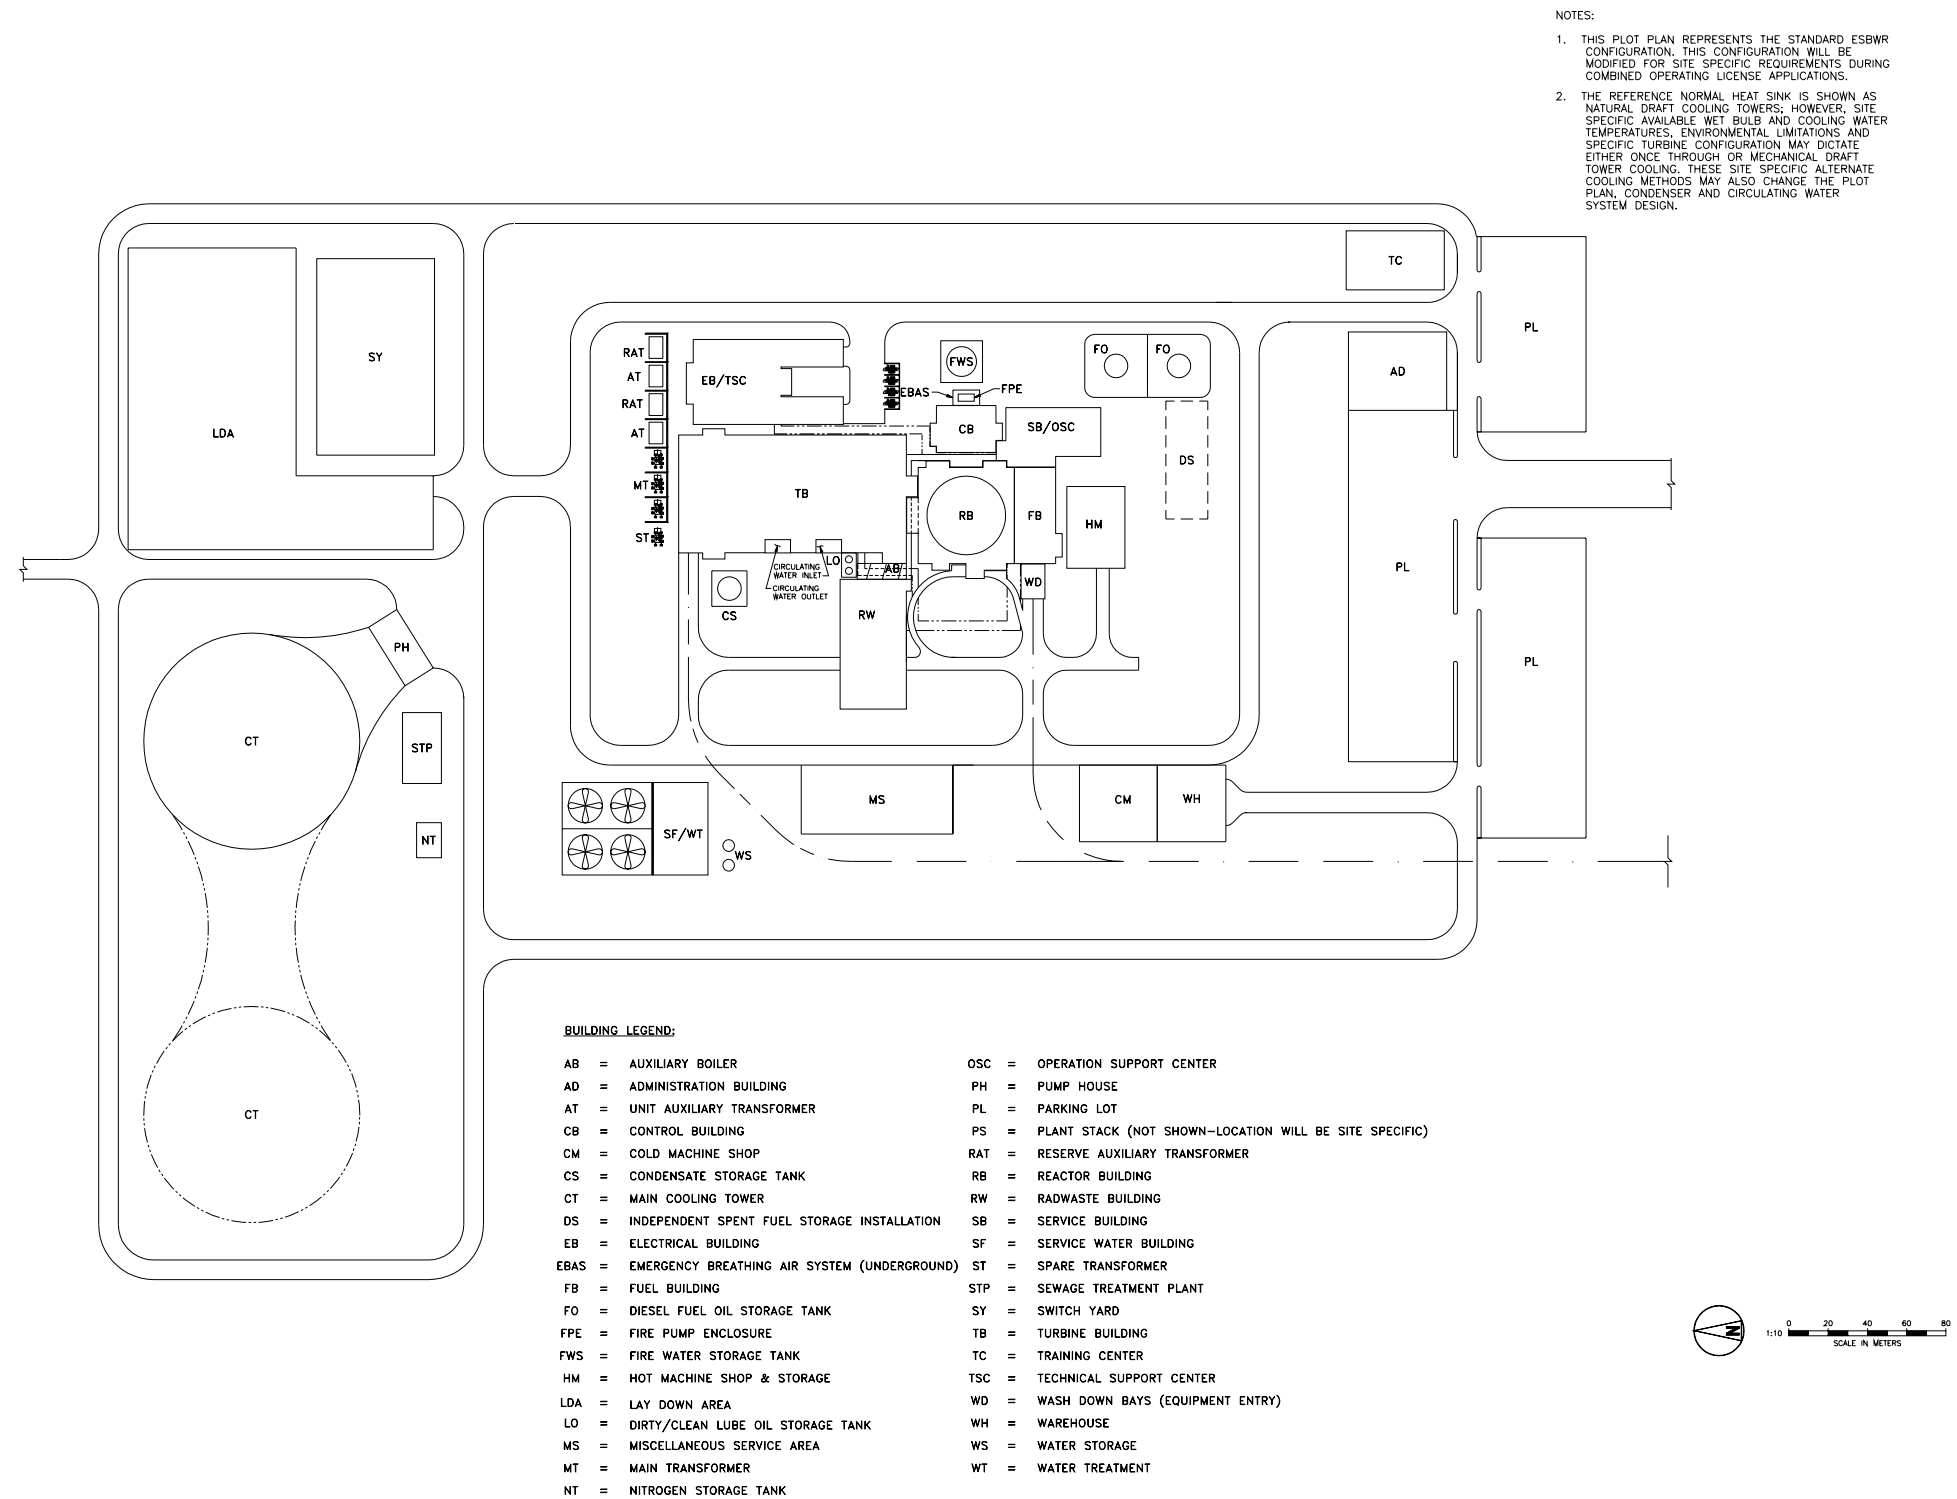 NOTES:
1. THIS PLOT PLAN REPRESENTS THE STANDARD ESBWR
CONFIGURATION. THIS CONFIGURATION WILL BE
MODIFIED FOR SITE SPECIFIC REQUIREMENTS DURING
COMBINED OPERATING LICENSE APPLICATIONS.
2. THE REFERENCE NORMAL HEAT SINK IS SHOWN AS
NATURAL DRAFT COOLING TOWERS; HOWEVER, SITE
SPECIFIC AVAILABLE WET BULB AND COOLING WATER
TEMPERATURES, ENVIRONMENTAL LIMITATIONS AND
SPECIFIC TURBINE CONFIGURATION MAY DICTATE
EITHER ONCE THROUGH OR MECHANICAL DRAFT
TOWER COOLING. THESE SITE SPECIFIC ALTERNATE
COOLING METHODS MAY ALSO CHANGE THE PLOT
PLAN, CONDENSER AND CIRCULATING WATER
SYSTEM DESIGN.
TC
PL
SY
RAT
AT
RAT
AT
MT
ST
EB/TSC
FWS
FO
FO
EBAS
FPE
AD
LDA
CB
SB/OSC
DS
TB
RB
FB
HM
LO
AB
CIRCULATING
WATER INLET
CIRCULATING
WATER OUTLET
WD
PL
CS
RW
PH
PL
CT
STP
MS
CM
WH
NT
SF/WT
WS
CT
BUILDING LEGEND:
AB = AUXILIARY BOILER
AD = ADMINISTRATION BUILDING
AT = UNIT AUXILIARY TRANSFORMER
CB = CONTROL BUILDING
CM = COLD MACHINE SHOP
CS = CONDENSATE STORAGE TANK
CT = MAIN COOLING TOWER
DS = INDEPENDENT SPENT FUEL STORAGE INSTALLATION
EB = ELECTRICAL BUILDING
EBAS = EMERGENCY BREATHING AIR SYSTEM (UNDERGROUND)
FB = FUEL BUILDING
FO = DIESEL FUEL OIL STORAGE TANK
FPE = FIRE PUMP ENCLOSURE
FWS = FIRE WATER STORAGE TANK
HM = HOT MACHINE SHOP & STORAGE
LDA = LAY DOWN AREA
LO = DIRTY/CLEAN LUBE OIL STORAGE TANK
MS = MISCELLANEOUS SERVICE AREA
MT = MAIN TRANSFORMER
NT = NITROGEN STORAGE TANK
OSC = OPERATION SUPPORT CENTER
PH = PUMP HOUSE
PL = PARKING LOT
PS = PLANT STACK (NOT SHOWN-LOCATION WILL BE SITE SPECIFIC)
RAT = RESERVE AUXILIARY TRANSFORMER
RB = REACTOR BUILDING
RW = RADWASTE BUILDING
SB = SERVICE BUILDING
SF = SERVICE WATER BUILDING
ST = SPARE TRANSFORMER
STP = SEWAGE TREATMENT PLANT
SY = SWITCH YARD
TB = TURBINE BUILDING
TC = TRAINING CENTER
TSC = TECHNICAL SUPPORT CENTER
WD = WASH DOWN BAYS (EQUIPMENT ENTRY)
WH = WAREHOUSE
WS = WATER STORAGE
WT = WATER TREATMENT
N
1:10 0 20 40 60 80
SCALE IN METERS